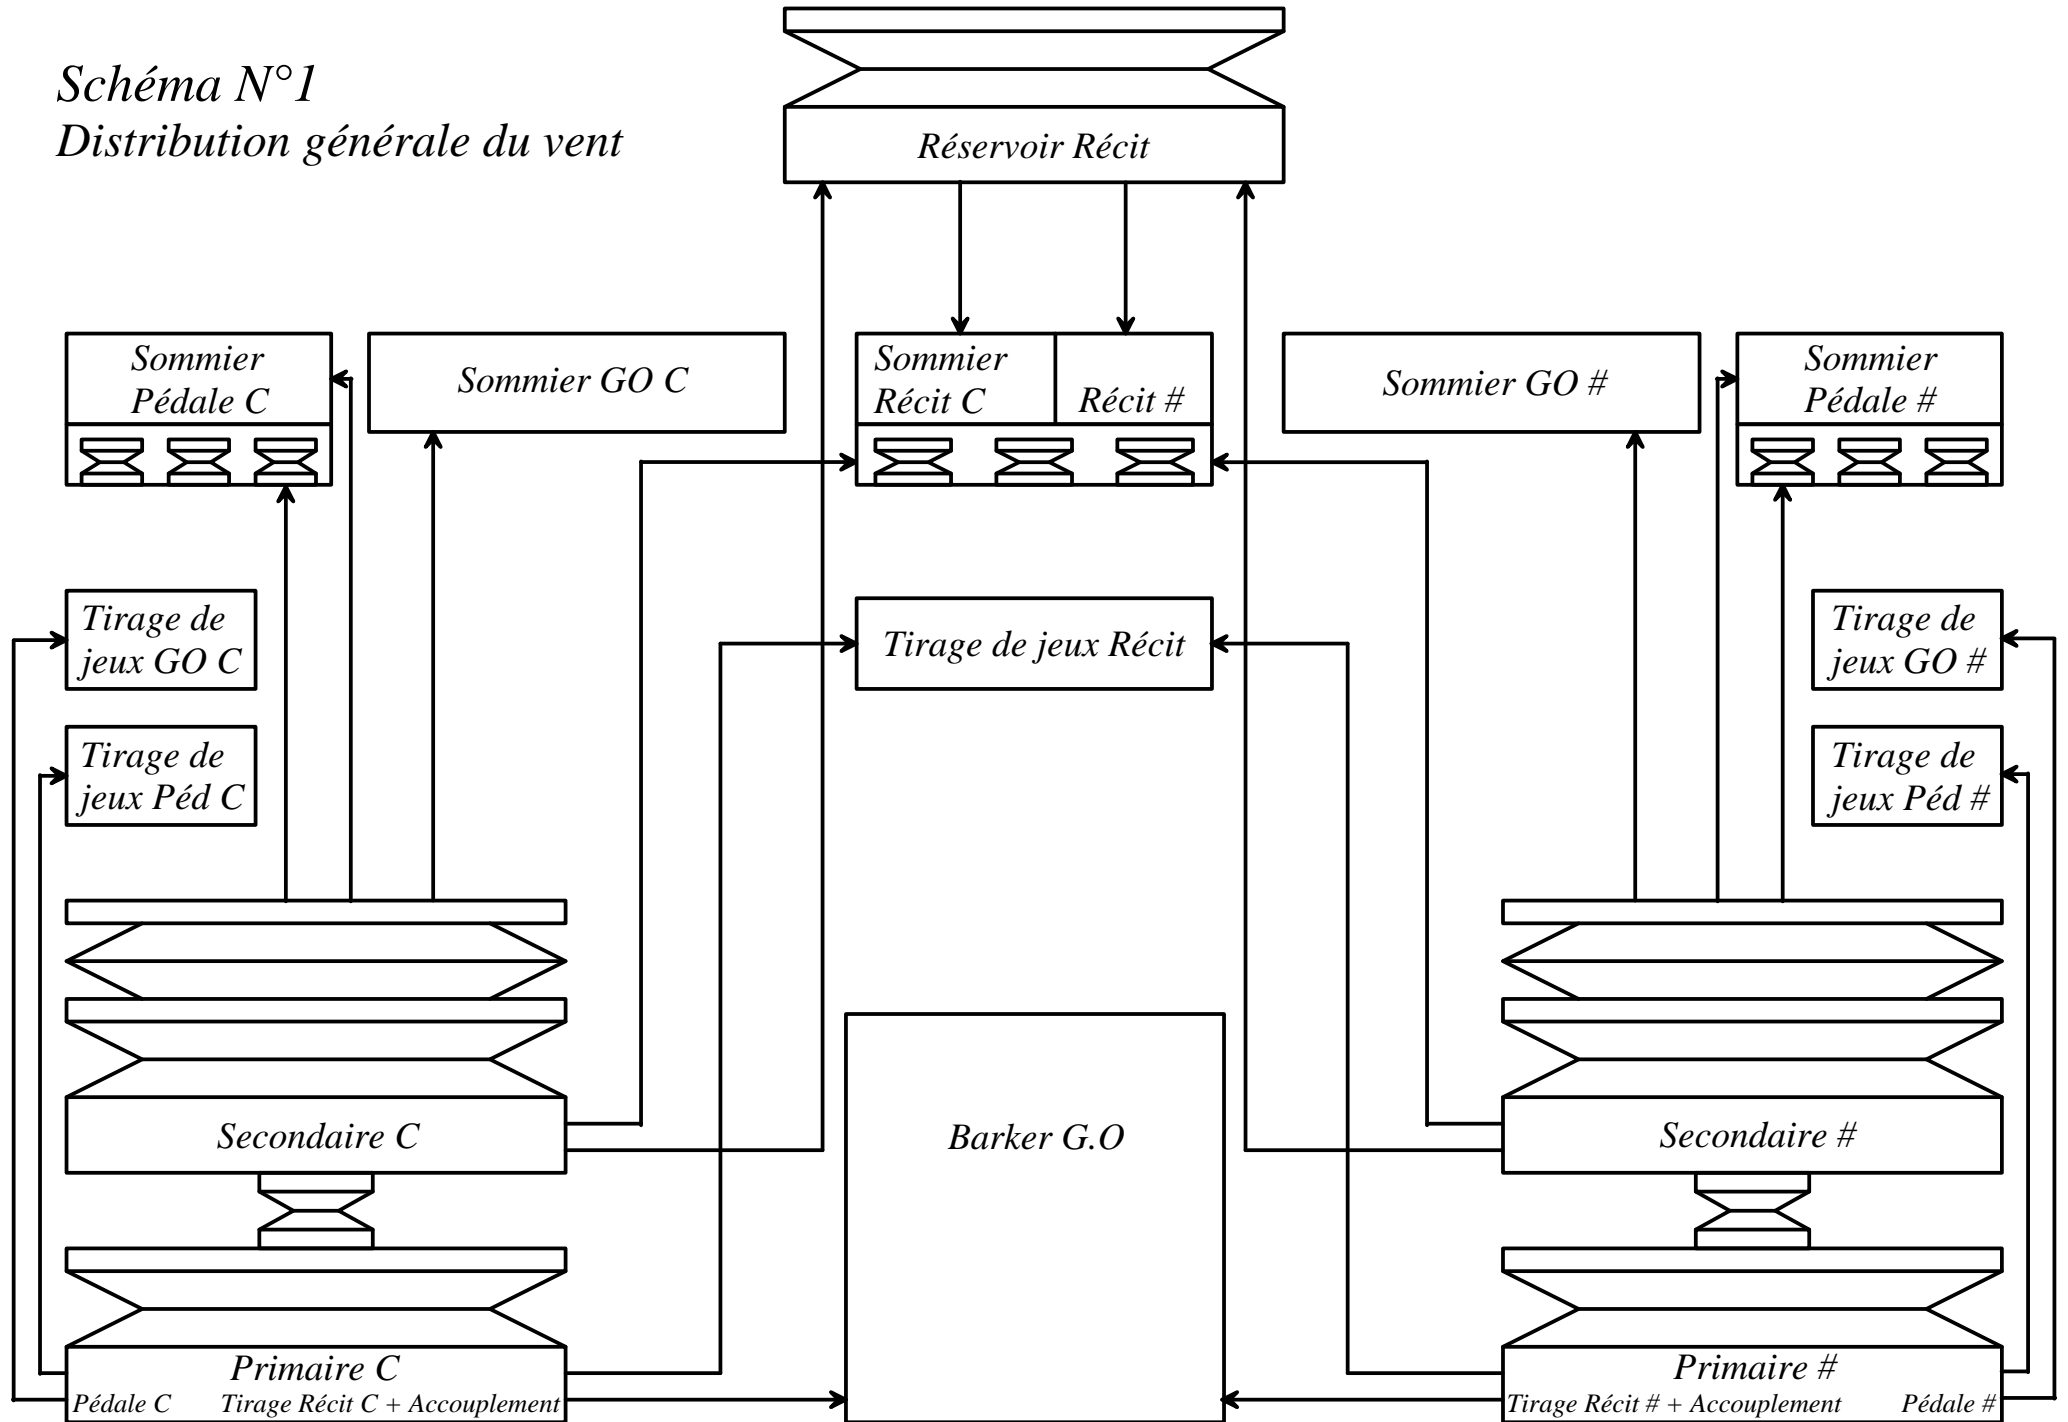 Schéma N°1
Distribution générale du vent
Réservoir Récit
Sommier
Pédale C
Sommier GO C
Sommier
Récit C
Récit #
Sommier GO #
Sommier
Pédale #
Tirage de
jeux GO C
Tirage de jeux Récit
Tirage de
jeux GO #
Tirage de
jeux Péd C
Tirage de
jeux Péd #
Secondaire C
Barker G.O
Secondaire #
Primaire C
Pédale C
Tirage Récit C + Accouplement
Primaire #
Tirage Récit # + Accouplement
Pédale #